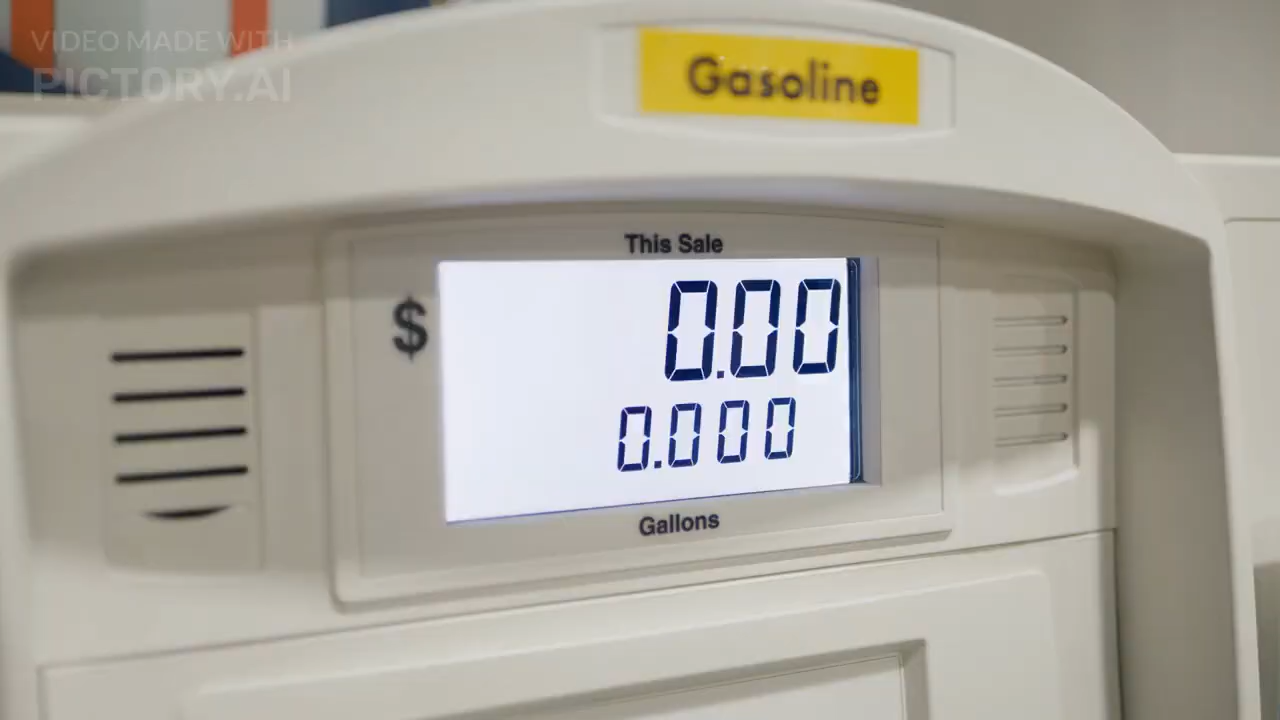 VIDEO MADE WITH
PICTORY.AI
Gasoline
This Sale
$
0.00
0.000
Gallons